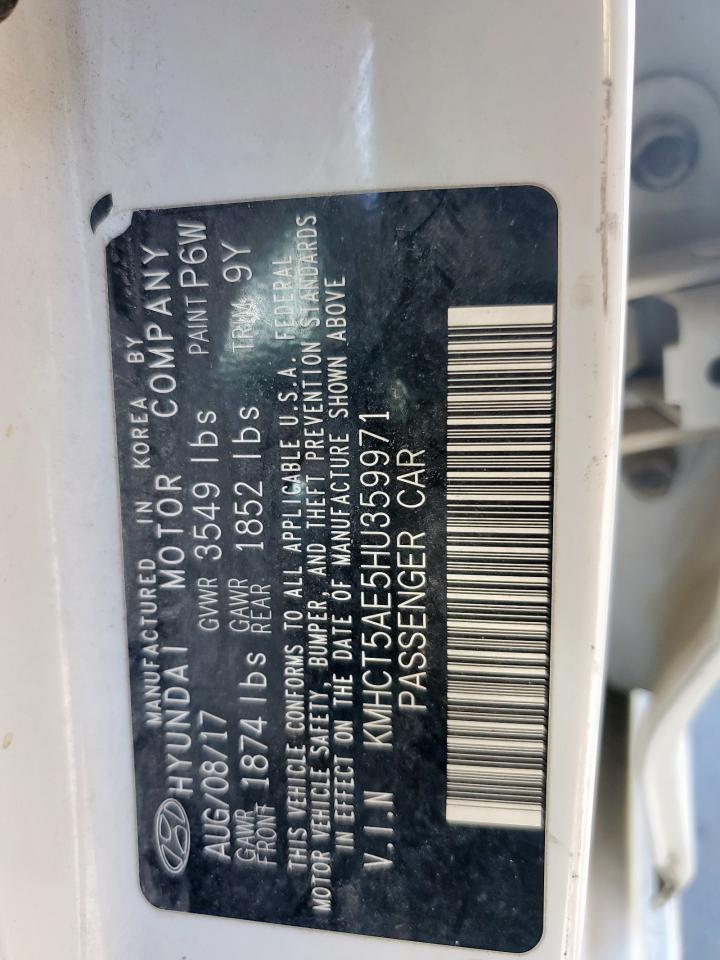 MANUFACTURED IN KOREA BY
HYUNDAI MOTOR COMPANY
AUG/08/17 GVWR 3549 lbs PAINT P6W
GAWR FRONT 1874 lbs GAWR REAR 1852 lbs TRIM 9Y
THIS VEHICLE CONFORMS TO ALL APPLICABLE U.S.A. FEDERAL
MOTOR VEHICLE SAFETY, BUMPER, AND THEFT PREVENTION STANDARDS
IN EFFECT ON THE DATE OF MANUFACTURE SHOWN ABOVE
V.I.N KMHCT5AE5HU359971
PASSENGER CAR